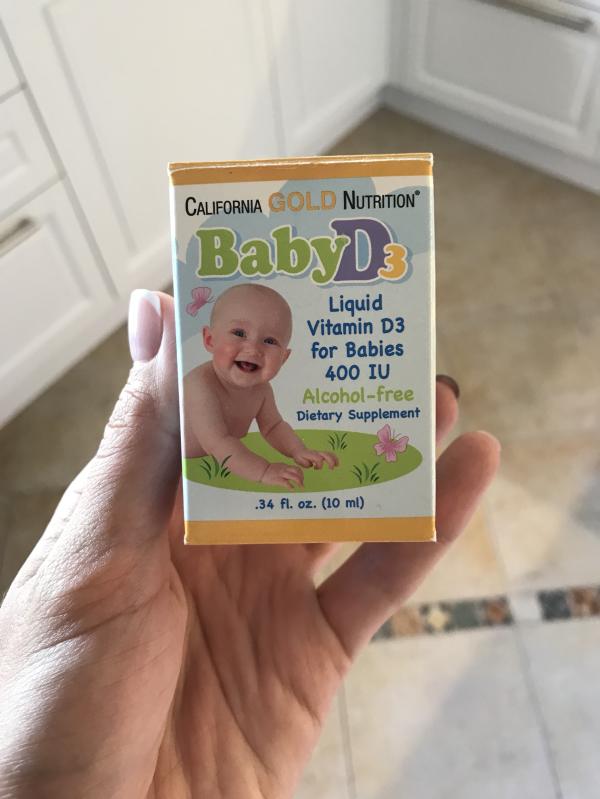 CALIFORNIA GOLD NUTRITION®
BabyD3
Liquid
Vitamin D3
for Babies
400 IU
Alcohol-free
Dietary Supplement
.34 fl. oz. (10 ml)